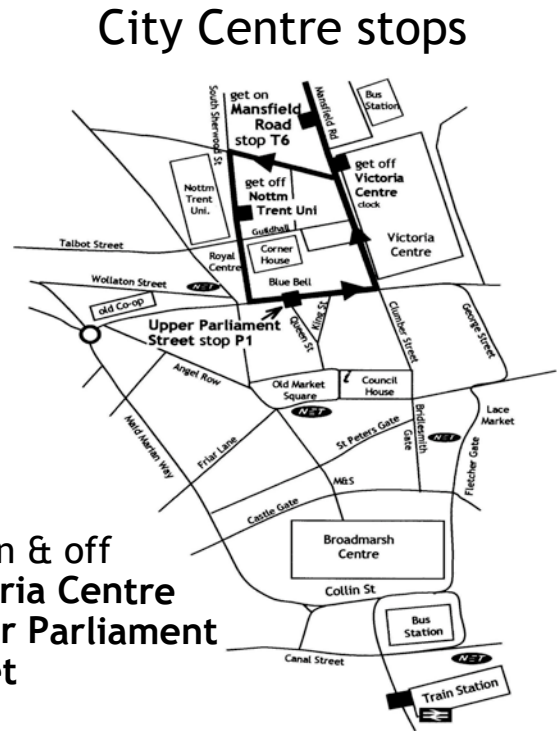 City Centre stops
South Sherwood St
get on
Mansfield
Road
stop T6
Mansfield Rd
Bus
Station
Nottm
Trent
Uni.
get off
Nottm
Trent Uni
get off
Victoria
Centre
clock
Guildhall
Talbot Street
Royal
Centre
Corner
House
Victoria
Centre
Wollaton Street
NET
Blue Bell
old Co-op
Upper Parliament
Street stop P1
Queen St
King St
Clumber Street
George Street
Angel Row
Old Market
Square
i
Council
House
NET
Maid Marian Way
Friar Lane
St Peters Gate
Bridlesmith
Gate
NET
Lace
Market
Fletcher Gate
M&S
Castle Gate
Broadmarsh
Centre
n & off
ria Centre
r Parliament
et
Collin St
Bus
Station
Canal Street
NET
Train Station